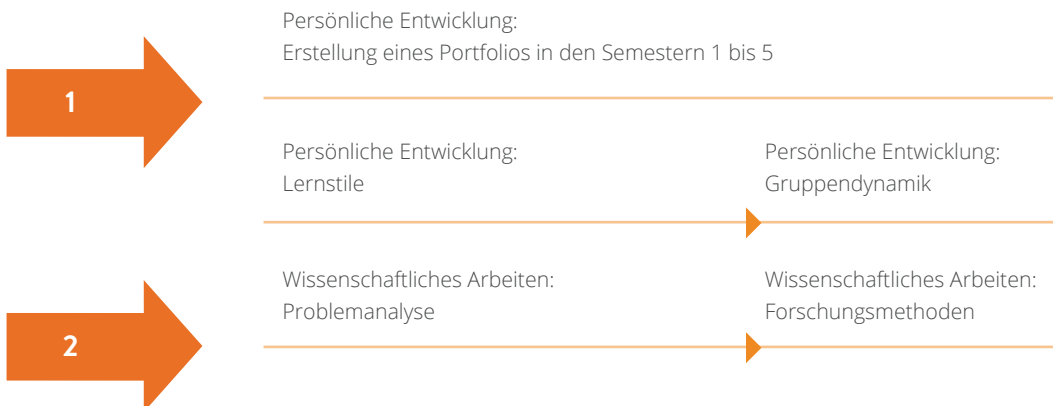 Persönliche Entwicklung:
Erstellung eines Portfolios in den Semestern 1 bis 5
1
Persönliche Entwicklung:
Lernstile
Persönliche Entwicklung:
Gruppendynamik
Wissenschaftliches Arbeiten:
Problemanalyse
Wissenschaftliches Arbeiten:
Forschungsmethoden
2